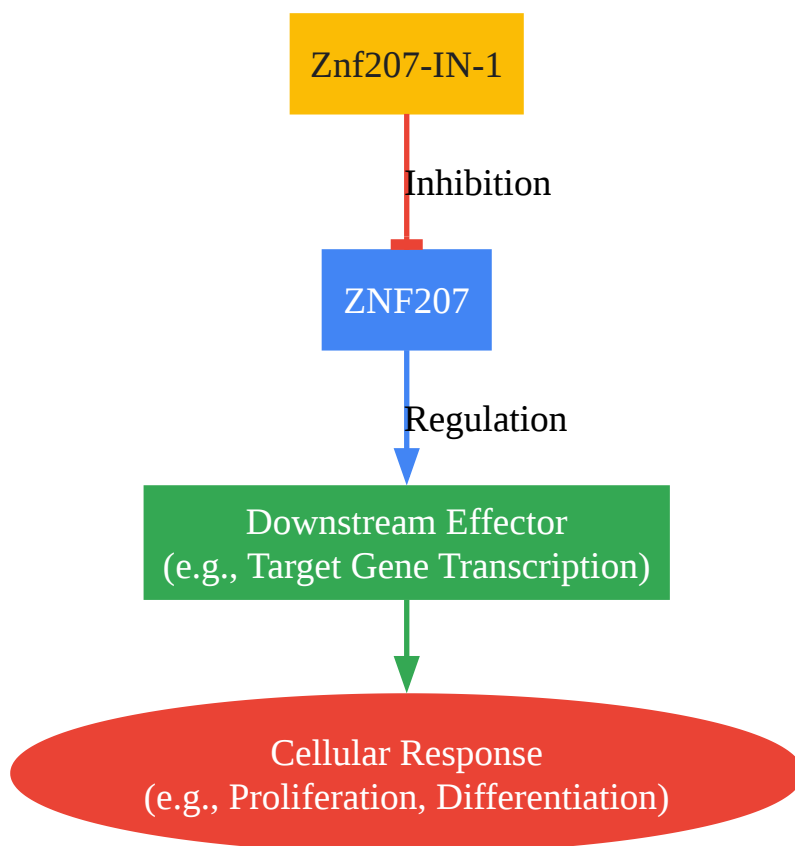 Znf207-IN-1
Inhibition
ZNF207
Regulation
Downstream Effector
(e.g., Target Gene Transcription)
Cellular Response
(e.g., Proliferation, Differentiation)